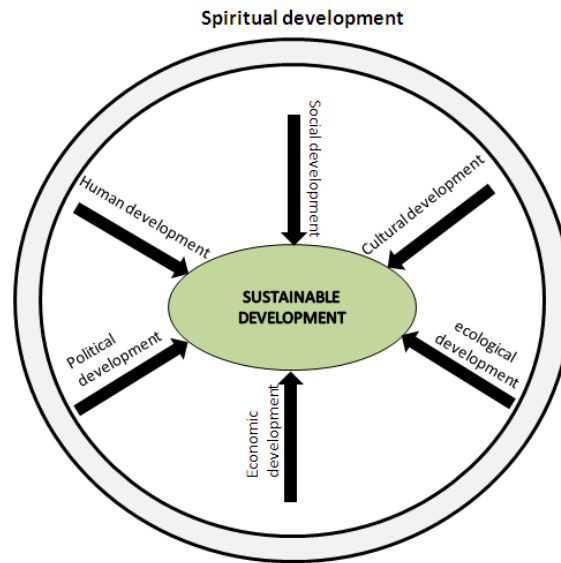 Spiritual development
Social development
Human development
Cultural development
SUSTAINABLE
DEVELOPMENT
Political
development
ecological
development
Economic
development